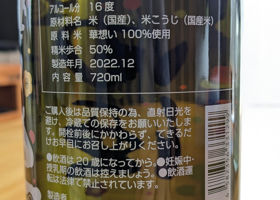 アルコール分 16度
原材料名 米(国産)、米こうじ(国産米)
原料米 華想い100%使用
精米歩合 50%
製造年月 2022.12
内容量 720ml
ご購入後は品質保持の為、直射日光を
避け、冷蔵での保存をお願いいたしま
す。開栓前後にかかわらず、できるだけ
お早目にお召し上がりください。
●飲酒は20歳になってから。●妊娠中・
授乳期の飲酒は控えましょう。●飲酒運
転は法律で禁止されています。
製造者